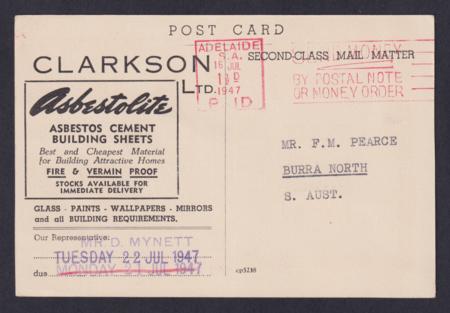 POST CARD
CLARKSON
LTD.
Asbestolite
ASBESTOS CEMENT
BUILDING SHEETS
Best and Cheapest Material
for Building Attractive Homes
FIRE & VERMIN PROOF
STOCKS AVAILABLE FOR
IMMEDIATE DELIVERY
GLASS - PAINTS - WALLPAPERS - MIRRORS
and all BUILDING REQUIREMENTS.
Our Representative:
MR D. MYNETT
TUESDAY 22 JUL 1947
due MONDAY 21 JUL 1947
ADELAIDE
S.A.
16 JUL
1947
SECOND-CLASS MAIL MATTER
MONEY
BY POSTAL NOTE
OR MONEY ORDER
MR. F.M. PEARCE
BURRA NORTH
S. AUST.
cp5238